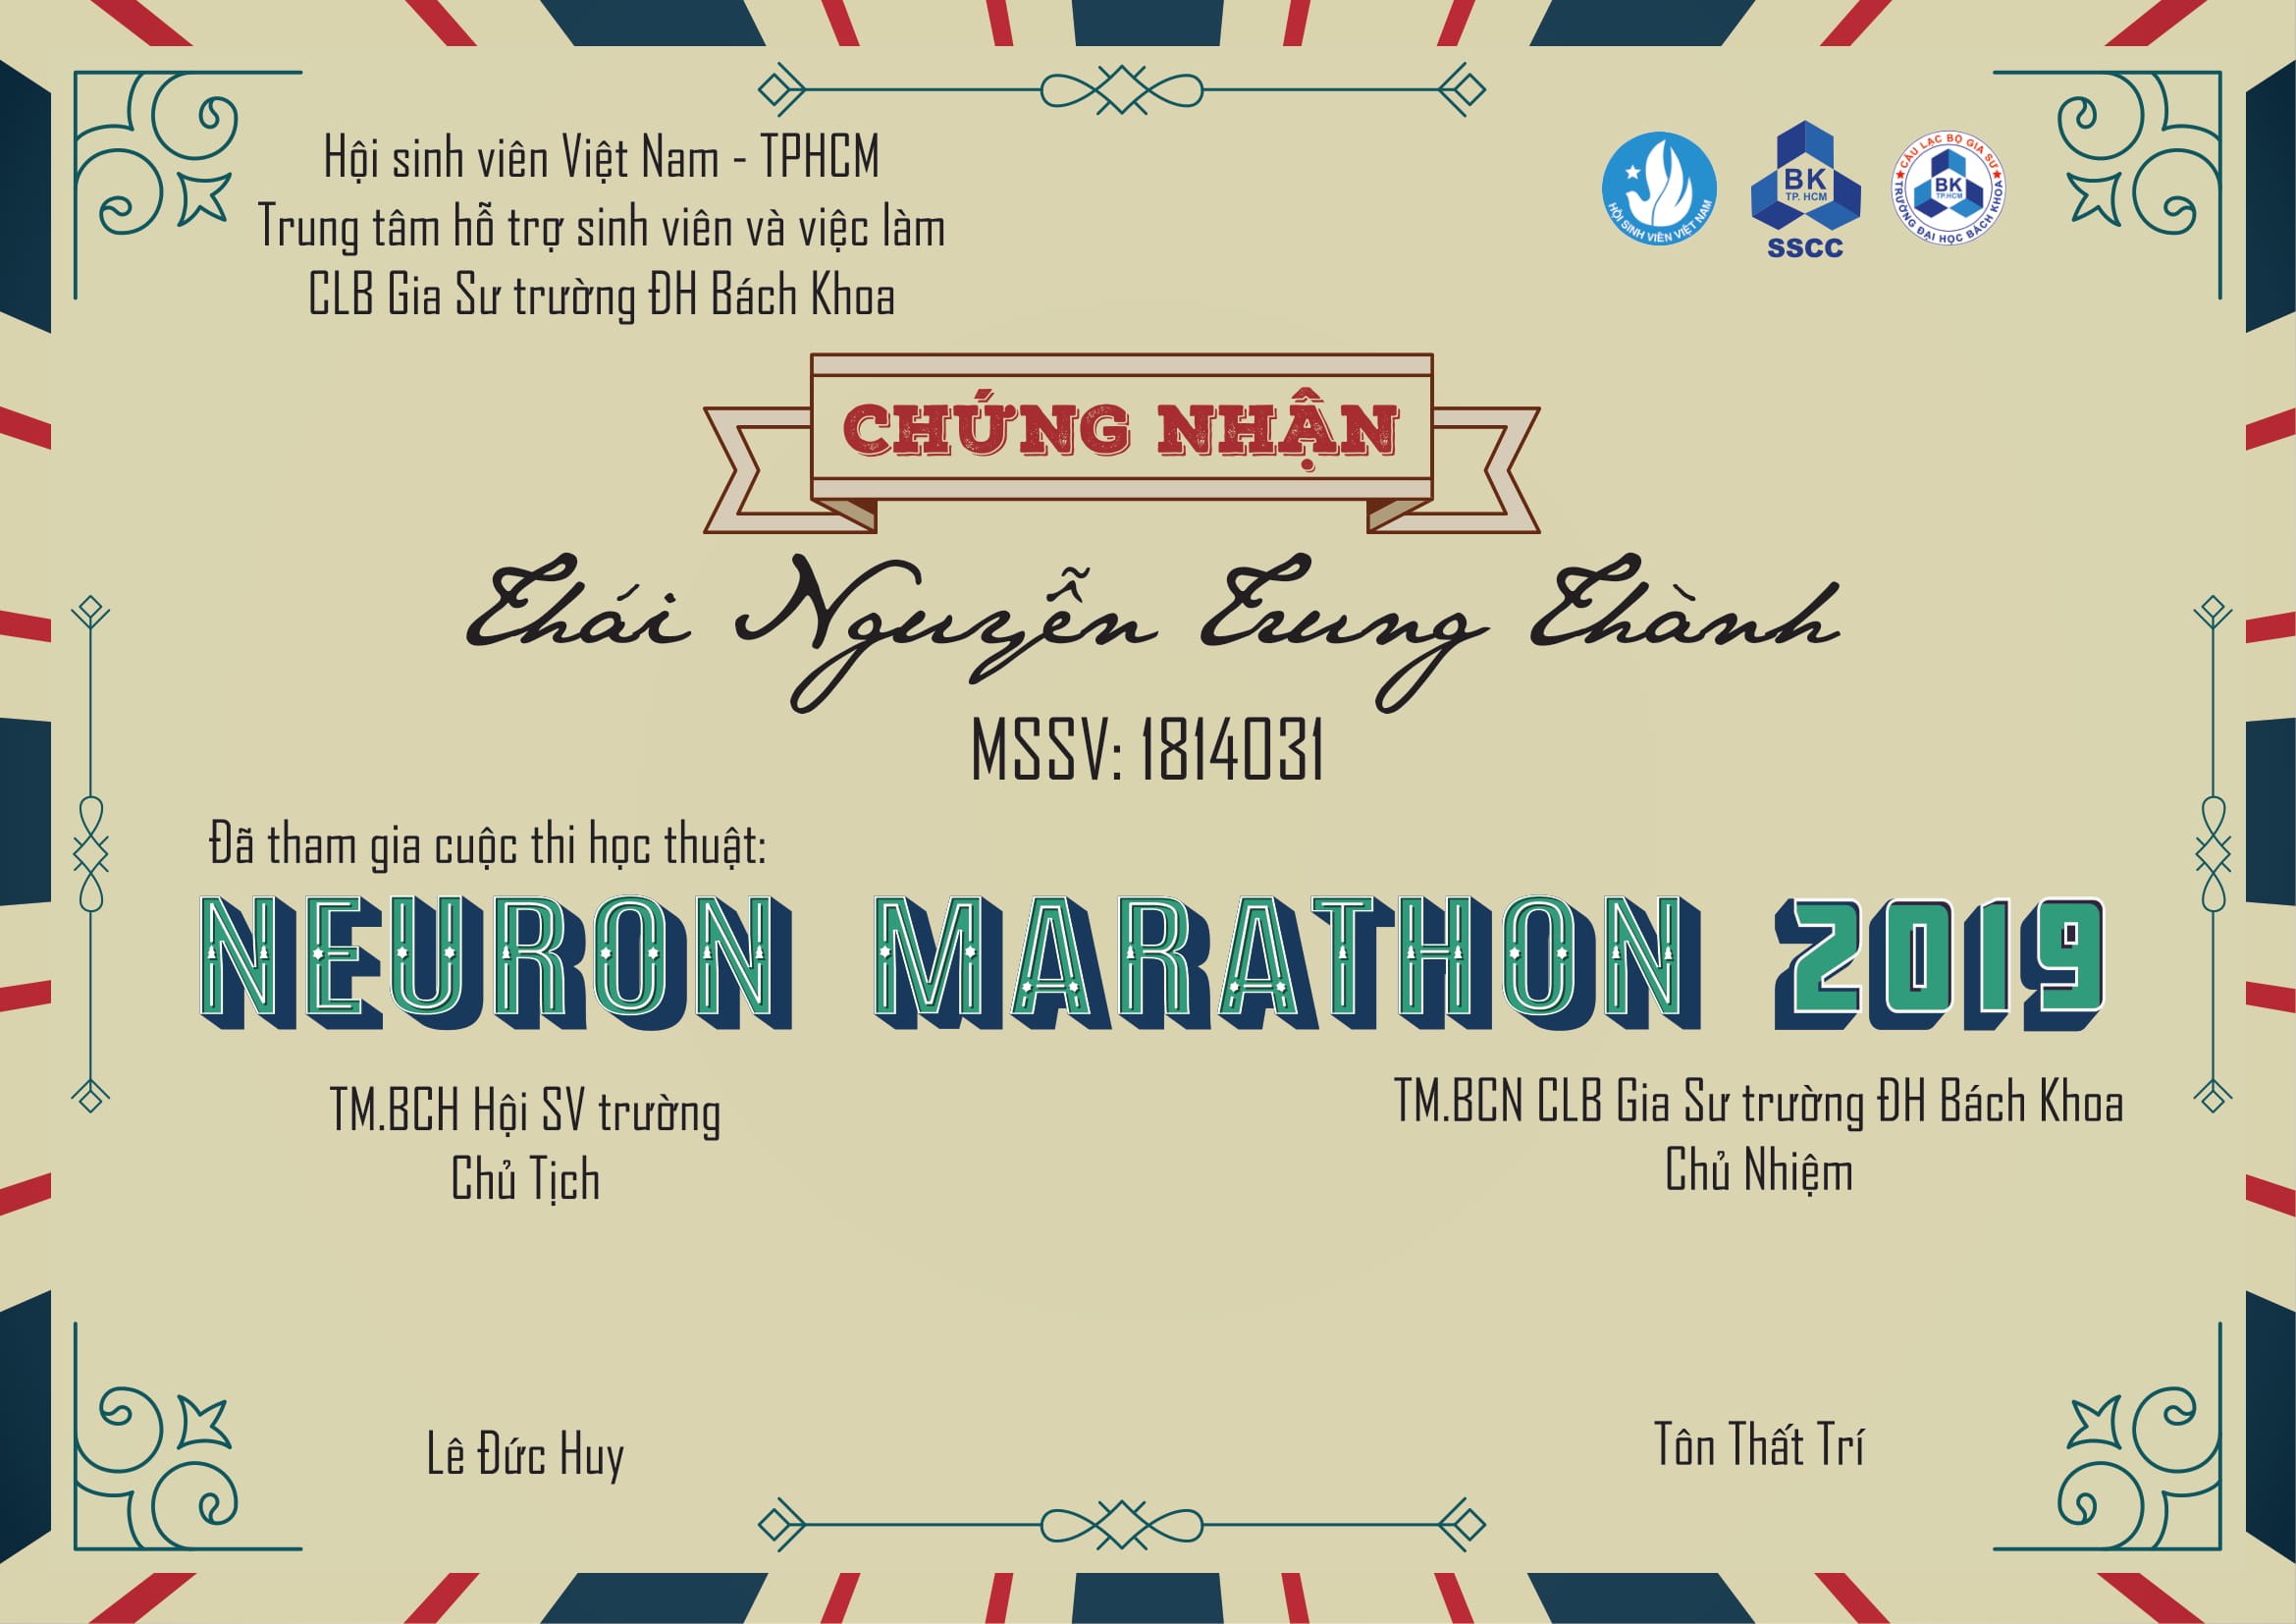 Hội sinh viên Việt Nam - TPHCM
Trung tâm hỗ trợ sinh viên và việc làm
CLB Gia Sư trường ĐH Bách Khoa
HỘI SINH VIÊN VIỆT NAM
BK
TP. HCM
SSCC
CÂU LẠC BỘ GIA SƯ
BK
TP.HCM
TRƯỜNG ĐẠI HỌC BÁCH KHOA
CHỨNG NHẬN
Thái Nguyễn Trung Thành
MSSV: 1814031
Đã tham gia cuộc thi học thuật:
NEURON MARATHON 2019
TM.BCH Hội SV trường
Chủ Tịch
TM.BCN CLB Gia Sư trường ĐH Bách Khoa
Chủ Nhiệm
Lê Đức Huy
Tôn Thất Trí